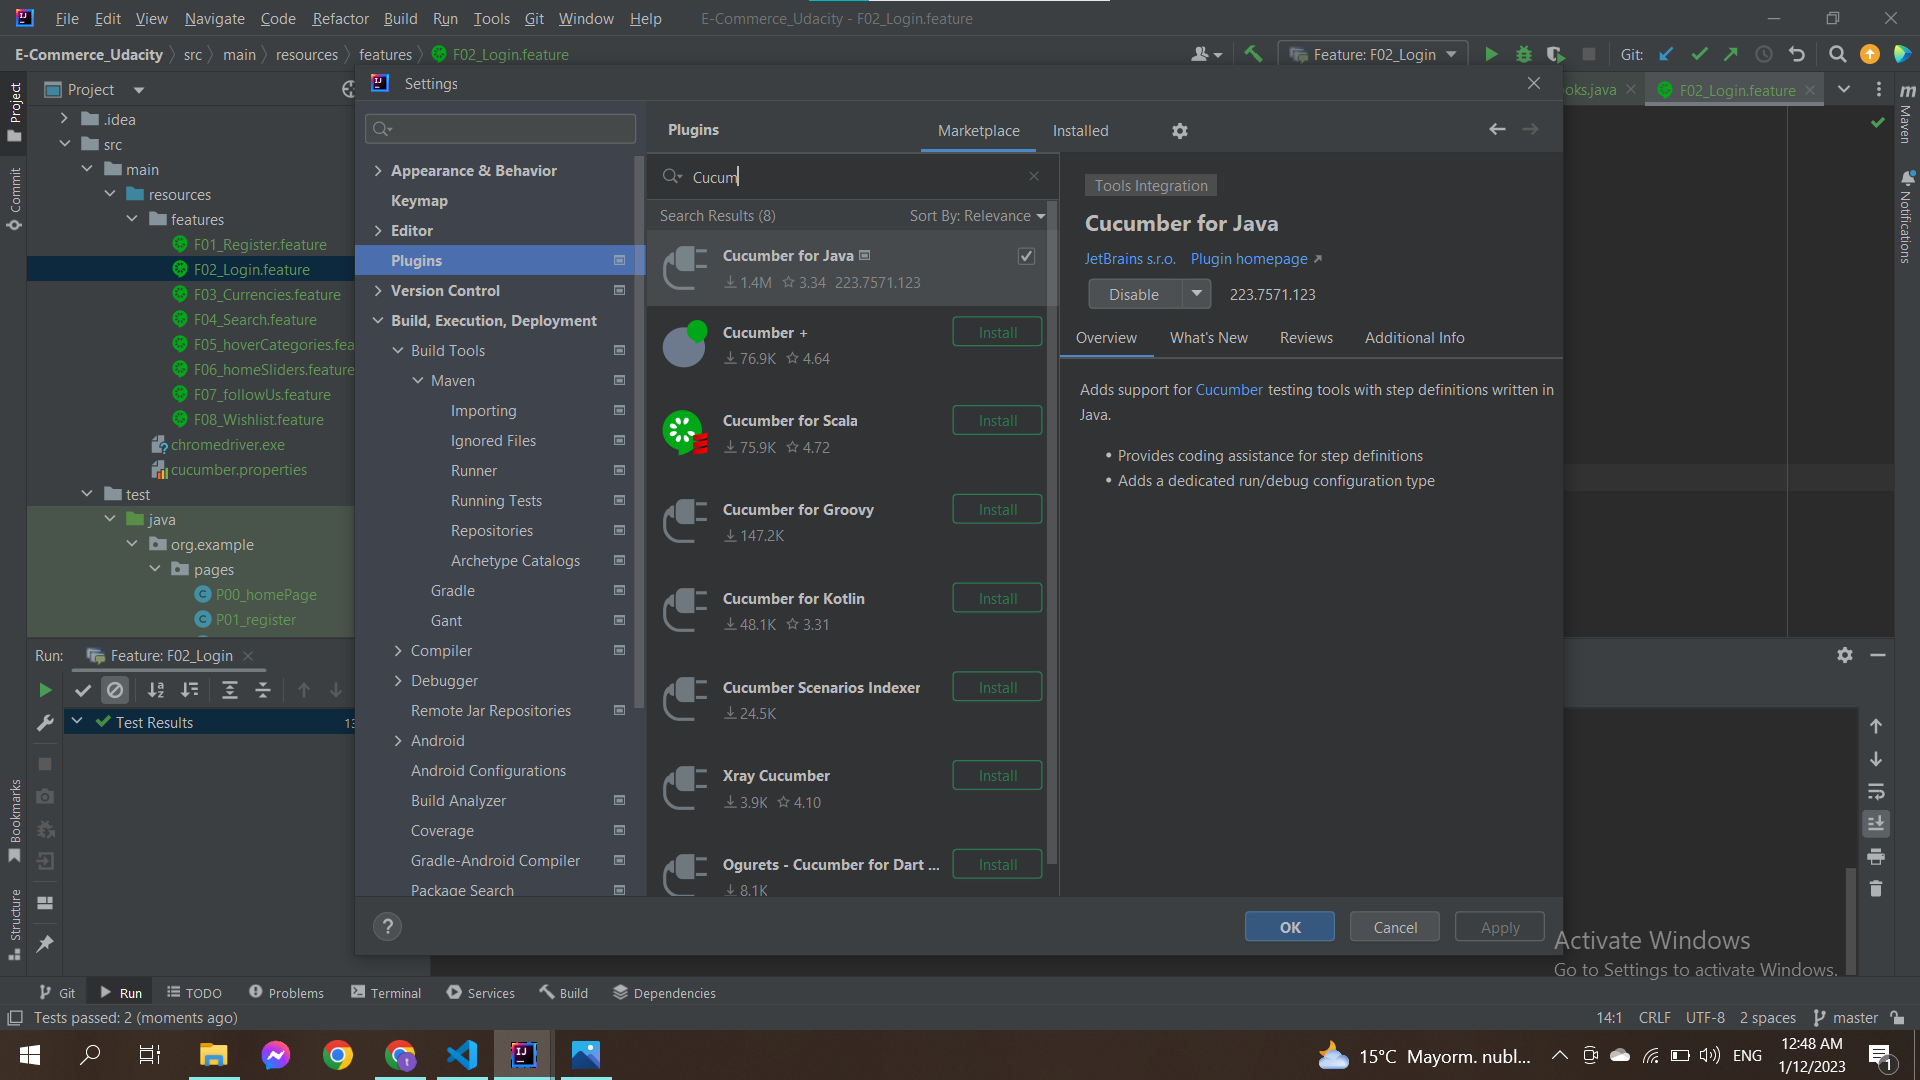 File Edit View Navigate Code Refactor Build Run Tools Git Window Help E-Commerce_Udacity - F02_Login.feature
E-Commerce_Udacity src main resources features F02_Login.feature Feature: F02_Login Git:
Project
oks.java F02_Login.feature
Project
Commit
Bookmarks
Structure
Maven
Notifications
.idea
src
main
resources
features
F01_Register.feature
F02_Login.feature
F03_Currencies.feature
F04_Search.feature
F05_hoverCategories.fea
F06_homeSliders.feature
F07_followUs.feature
F08_Wishlist.feature
chromedriver.exe
cucumber.properties
test
java
org.example
pages
P00_homePage
P01_register
Settings
Appearance & Behavior
Keymap
Editor
Plugins
Version Control
Build, Execution, Deployment
Build Tools
Maven
Importing
Ignored Files
Runner
Running Tests
Repositories
Archetype Catalogs
Gradle
Gant
Compiler
Debugger
Remote Jar Repositories
Android
Android Configurations
Build Analyzer
Coverage
Gradle-Android Compiler
Package Search
Plugins Marketplace Installed
Cucum
Search Results (8) Sort By: Relevance
Cucumber for Java
1.4M 3.34 223.7571.123
Cucumber + Install
76.9K 4.64
Cucumber for Scala Install
75.9K 4.72
Cucumber for Groovy Install
147.2K
Cucumber for Kotlin Install
48.1K 3.31
Cucumber Scenarios Indexer Install
24.5K
Xray Cucumber Install
3.9K 4.10
Ogurets - Cucumber for Dart ... Install
8.1K
Tools Integration
Cucumber for Java
JetBrains s.r.o. Plugin homepage
Disable 223.7571.123
Overview What's New Reviews Additional Info
Adds support for Cucumber testing tools with step definitions written in
Java.
• Provides coding assistance for step definitions
• Adds a dedicated run/debug configuration type
? OK Cancel Apply
Run: Feature: F02_Login
Test Results 13
Activate Windows
Go to Settings to activate Windows.
Git Run TODO Problems Terminal Services Build Dependencies
Tests passed: 2 (moments ago) 14:1 CRLF UTF-8 2 spaces master
15°C Mayorm. nubl... ENG 12:48 AM
1/12/2023
1